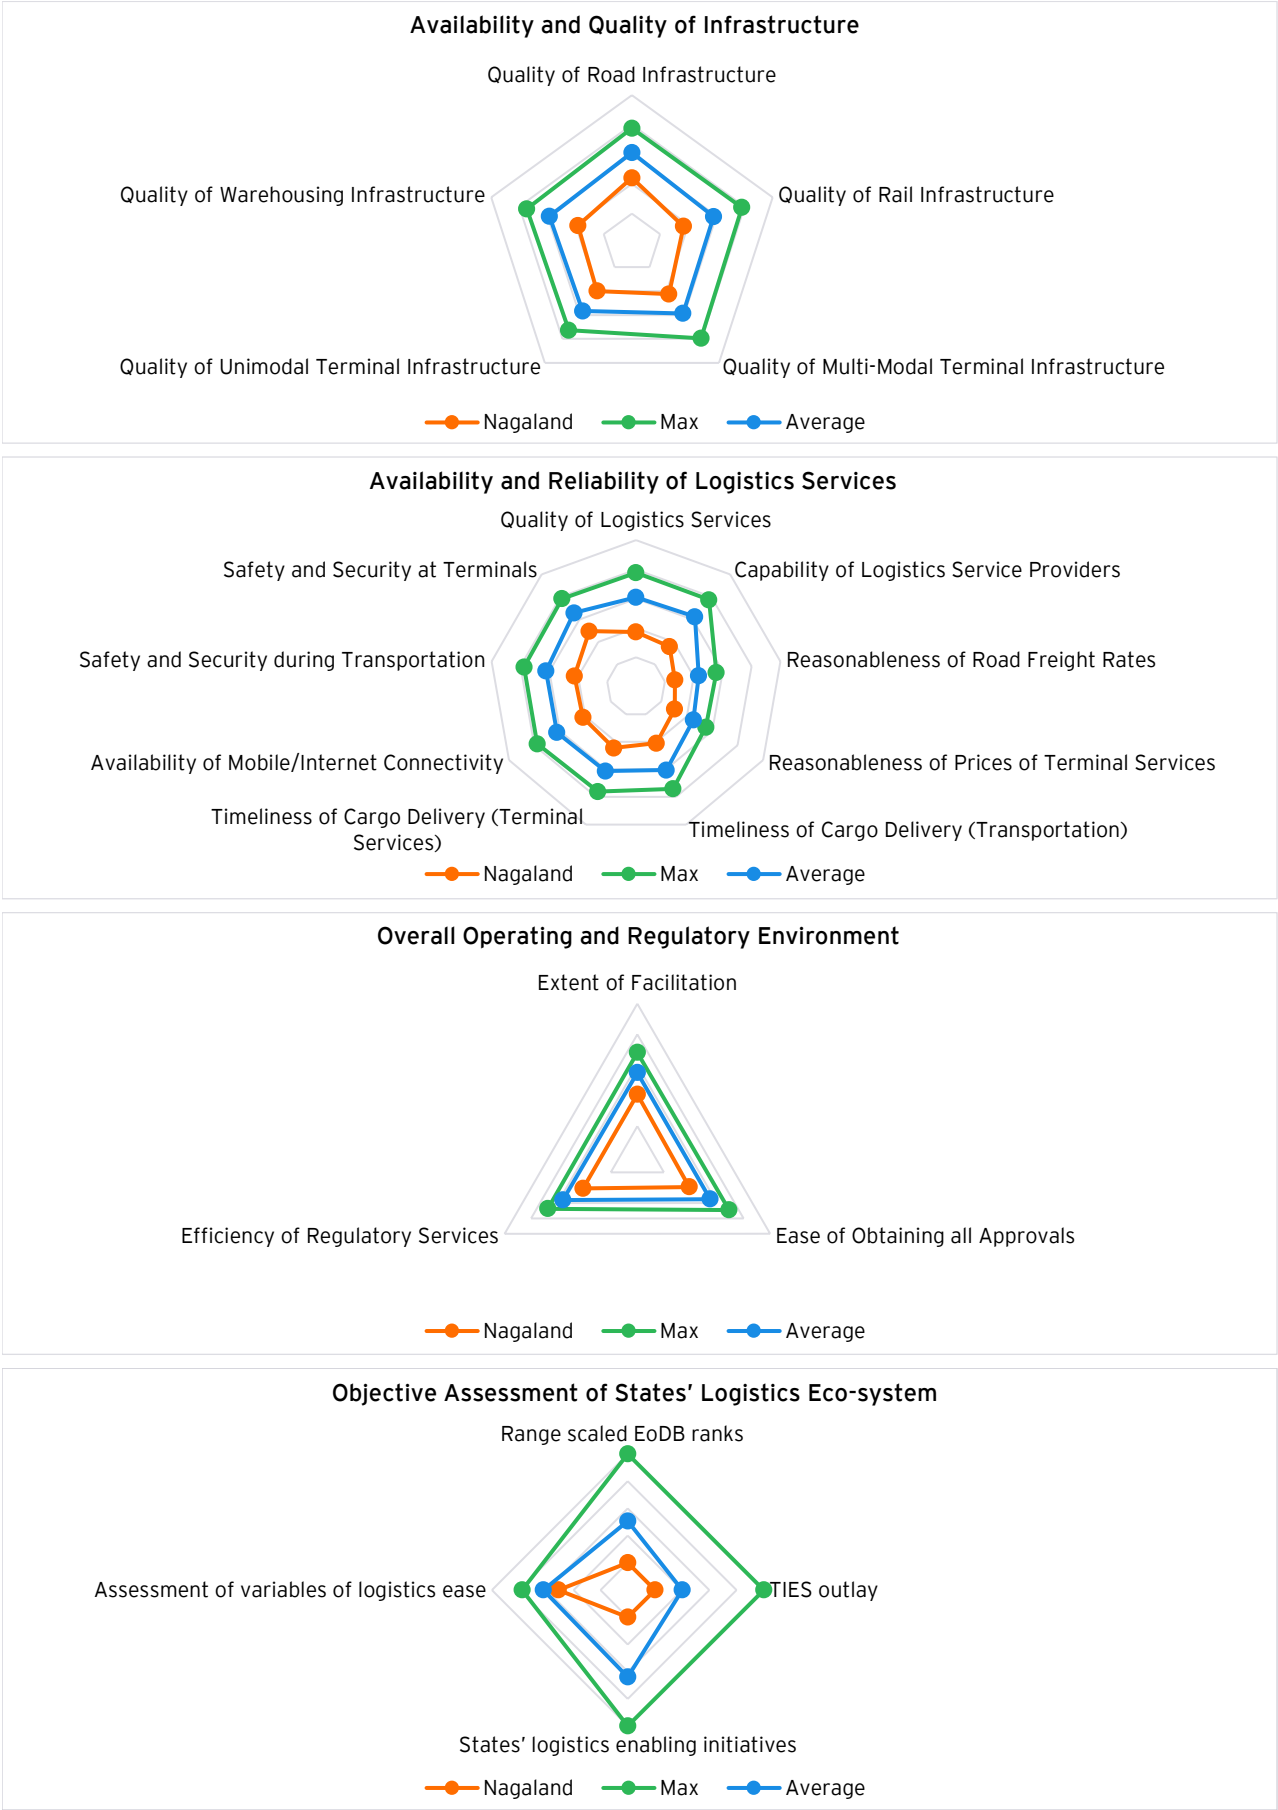 Availability and Quality of Infrastructure
Quality of Road Infrastructure
Quality of Warehousing Infrastructure
Quality of Rail Infrastructure
Quality of Unimodal Terminal Infrastructure
Quality of Multi-Modal Terminal Infrastructure
Nagaland Max Average
Availability and Reliability of Logistics Services
Quality of Logistics Services
Safety and Security at Terminals
Capability of Logistics Service Providers
Safety and Security during Transportation
Reasonableness of Road Freight Rates
Availability of Mobile/Internet Connectivity
Reasonableness of Prices of Terminal Services
Timeliness of Cargo Delivery (Terminal
Services)
Timeliness of Cargo Delivery (Transportation)
Nagaland Max Average
Overall Operating and Regulatory Environment
Extent of Facilitation
Efficiency of Regulatory Services
Ease of Obtaining all Approvals
Nagaland Max Average
Objective Assessment of States’ Logistics Eco-system
Range scaled EoDB ranks
Assessment of variables of logistics ease
TIES outlay
States’ logistics enabling initiatives
Nagaland Max Average